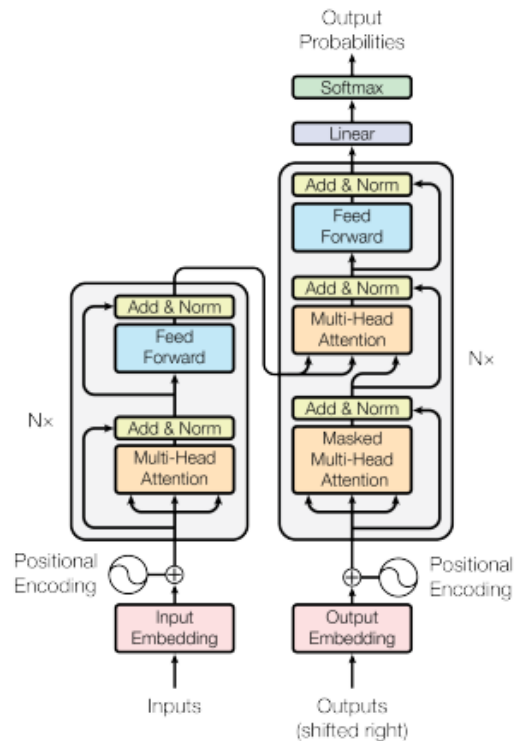 Output
Probabilities
Softmax
Linear
Add & Norm
Feed
Forward
Add & Norm
Multi-Head
Attention
Add & Norm
Masked
Multi-Head
Attention
Nx
Add & Norm
Feed
Forward
Add & Norm
Multi-Head
Attention
Nx
Positional
Encoding
Positional
Encoding
Input
Embedding
Output
Embedding
Inputs
Outputs
(shifted right)